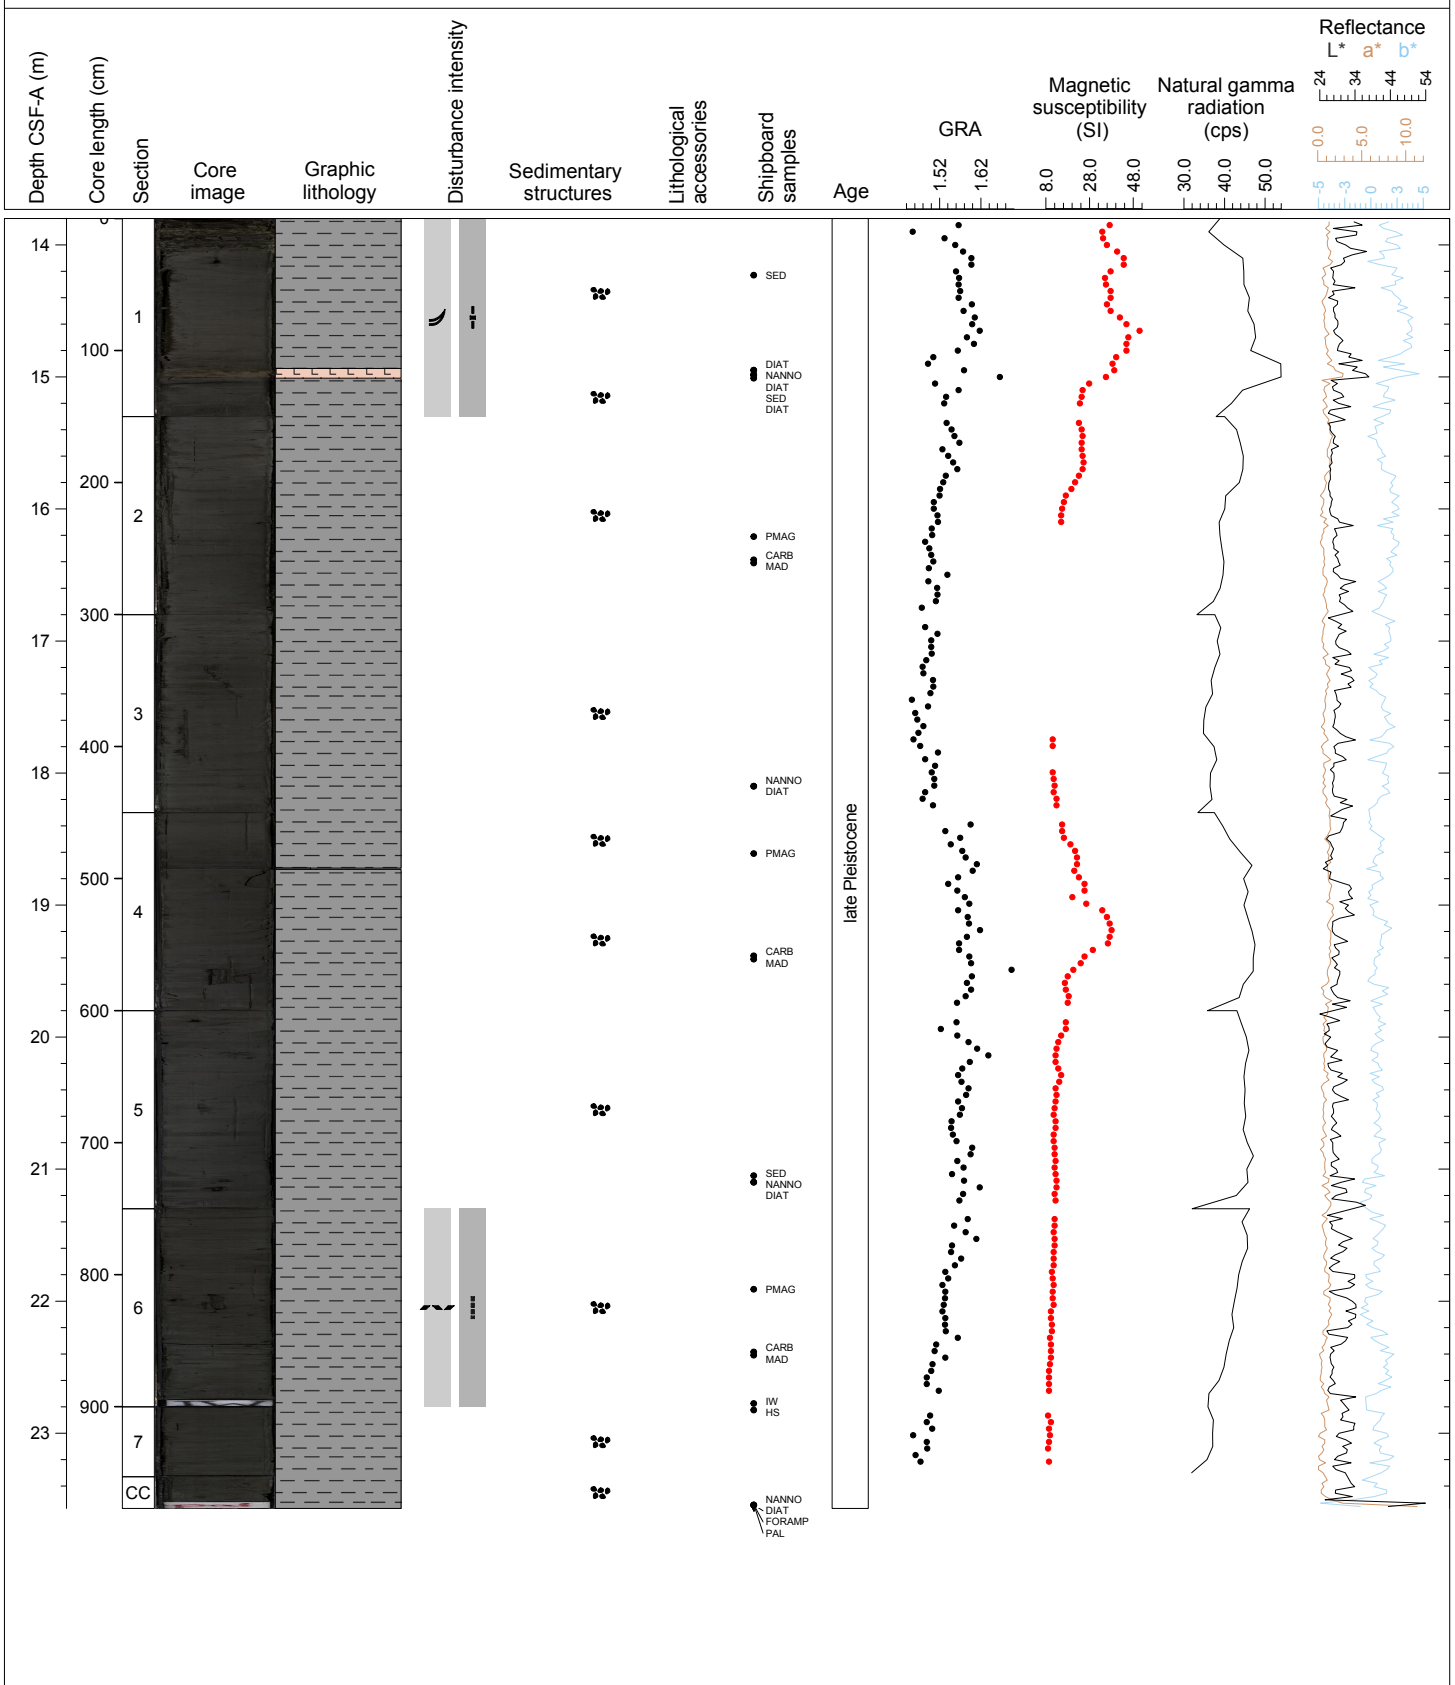 Depth CSF-A (m)
Core length (cm)
Section
Core
image
Graphic
lithology
Disturbance intensity
Sedimentary
structures
Lithological
accessories
Shipboard
samples
Age
GRA
1.52
1.62
Magnetic
susceptibility
(SI)
8.0
28.0
48.0
Natural gamma
radiation
(cps)
30.0
40.0
50.0
Reflectance
L* a* b*
24
34
44
54
0.0
5.0
10.0
-5
-3
0
3
5
14
15
16
17
18
19
20
21
22
23
0
100
200
300
400
500
600
700
800
900
1
2
3
4
5
6
7
CC
SED
DIAT
NANNO
DIAT
SED
DIAT
PMAG
CARB
MAD
NANNO
DIAT
PMAG
CARB
MAD
SED
NANNO
DIAT
PMAG
CARB
MAD
IW
HS
NANNO
DIAT
FORAMP
PAL
late Pleistocene